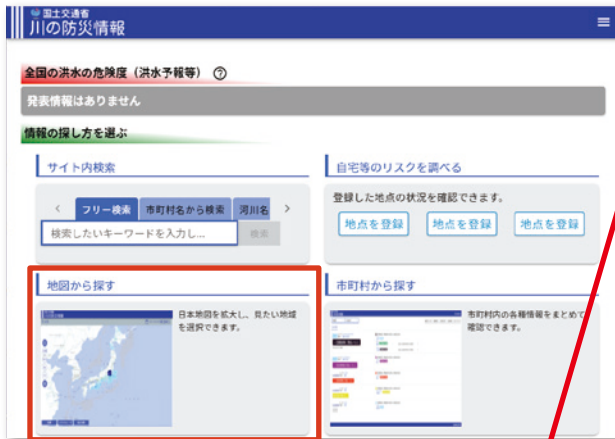 国土交通省
川の防災情報
全国の洪水の危険度（洪水予報等）
発表情報はありません
情報の探し方を選ぶ
サイト内検索
フリー検索 市町村名から検索 河川名
検索したいキーワードを入力し... 検索
自宅等のリスクを調べる
登録した地点の状況を確認できます。
地点を登録 地点を登録 地点を登録
地図から探す
日本地図を拡大し、見たい地域
を選択できます。
市町村から探す
市町村内の各種情報をまとめて
確認できます。